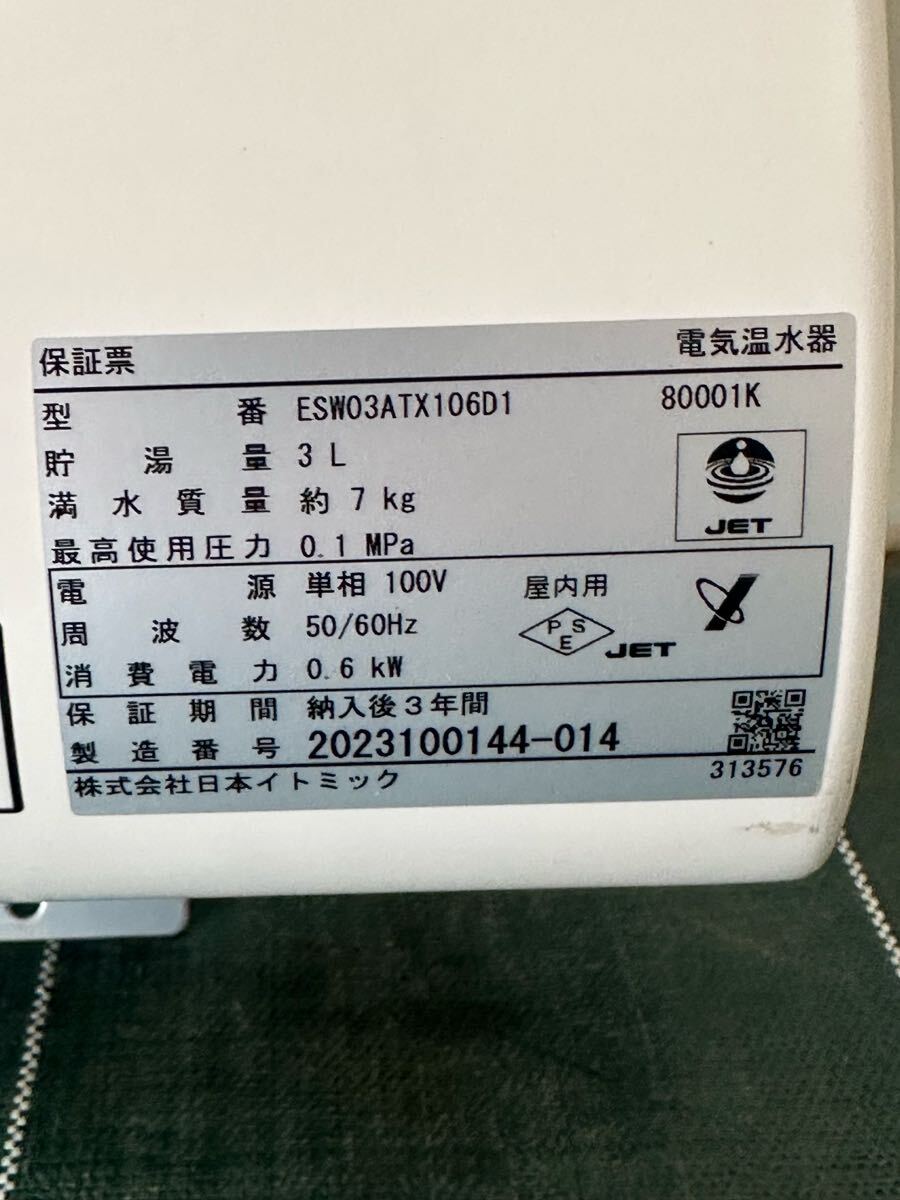 保証票 電気温水器
型番 ESW03ATX106D1 80001K
貯湯量 3 L
満水質量 約 7 kg
JET
最高使用圧力 0.1 MPa
電源 単相 100V 屋内用
周波数 50/60Hz
PSE JET
消費電力 0.6 kW
保証期間 納入後3年間
製造番号 2023100144-014
株式会社日本イトミック 313576